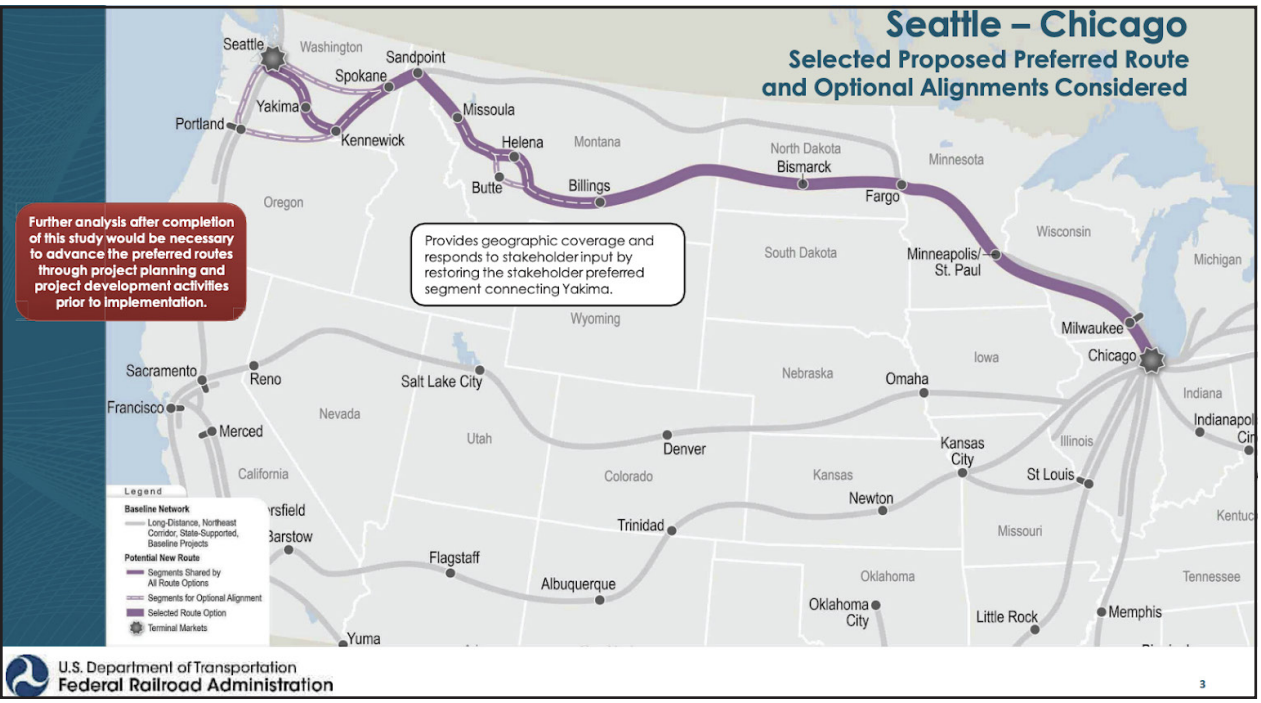 Seattle – Chicago
Selected Proposed Preferred Route
and Optional Alignments Considered
Seattle
Washington
Sandpoint
Spokane
Yakima
Missoula
Portland
Kennewick
Helena
Montana
North Dakota
Bismarck
Minnesota
Butte
Billings
Fargo
Oregon
Further analysis after completion
of this study would be necessary
to advance the preferred routes
through project planning and
project development activities
prior to implementation.
Provides geographic coverage and
responds to stakeholder input by
restoring the stakeholder preferred
segment connecting Yakima.
South Dakota
Minneapolis/
St. Paul
Wisconsin
Michigan
Wyoming
Milwaukee
Chicago
Iowa
Sacramento
Reno
Salt Lake City
Nebraska
Omaha
Indiana
Francisco
Nevada
Merced
Utah
Denver
Indianapol
Cin
Kansas
City
Illinois
California
Colorado
Kansas
St Louis
Newton
Legend
Baseline Network
Long-Distance, Northeast
Corridor, State-Supported,
Baseline Projects
Potential New Route
Segments Shared by
All Route Options
Segments for Optional Alignment
Selected Route Option
Terminal Markets
ersfield
Barstow
Trinidad
Missouri
Kentuc
Flagstaff
Albuquerque
Oklahoma
Tennessee
Oklahoma
City
Little Rock
Memphis
Yuma
U.S. Department of Transportation
Federal Railroad Administration
3